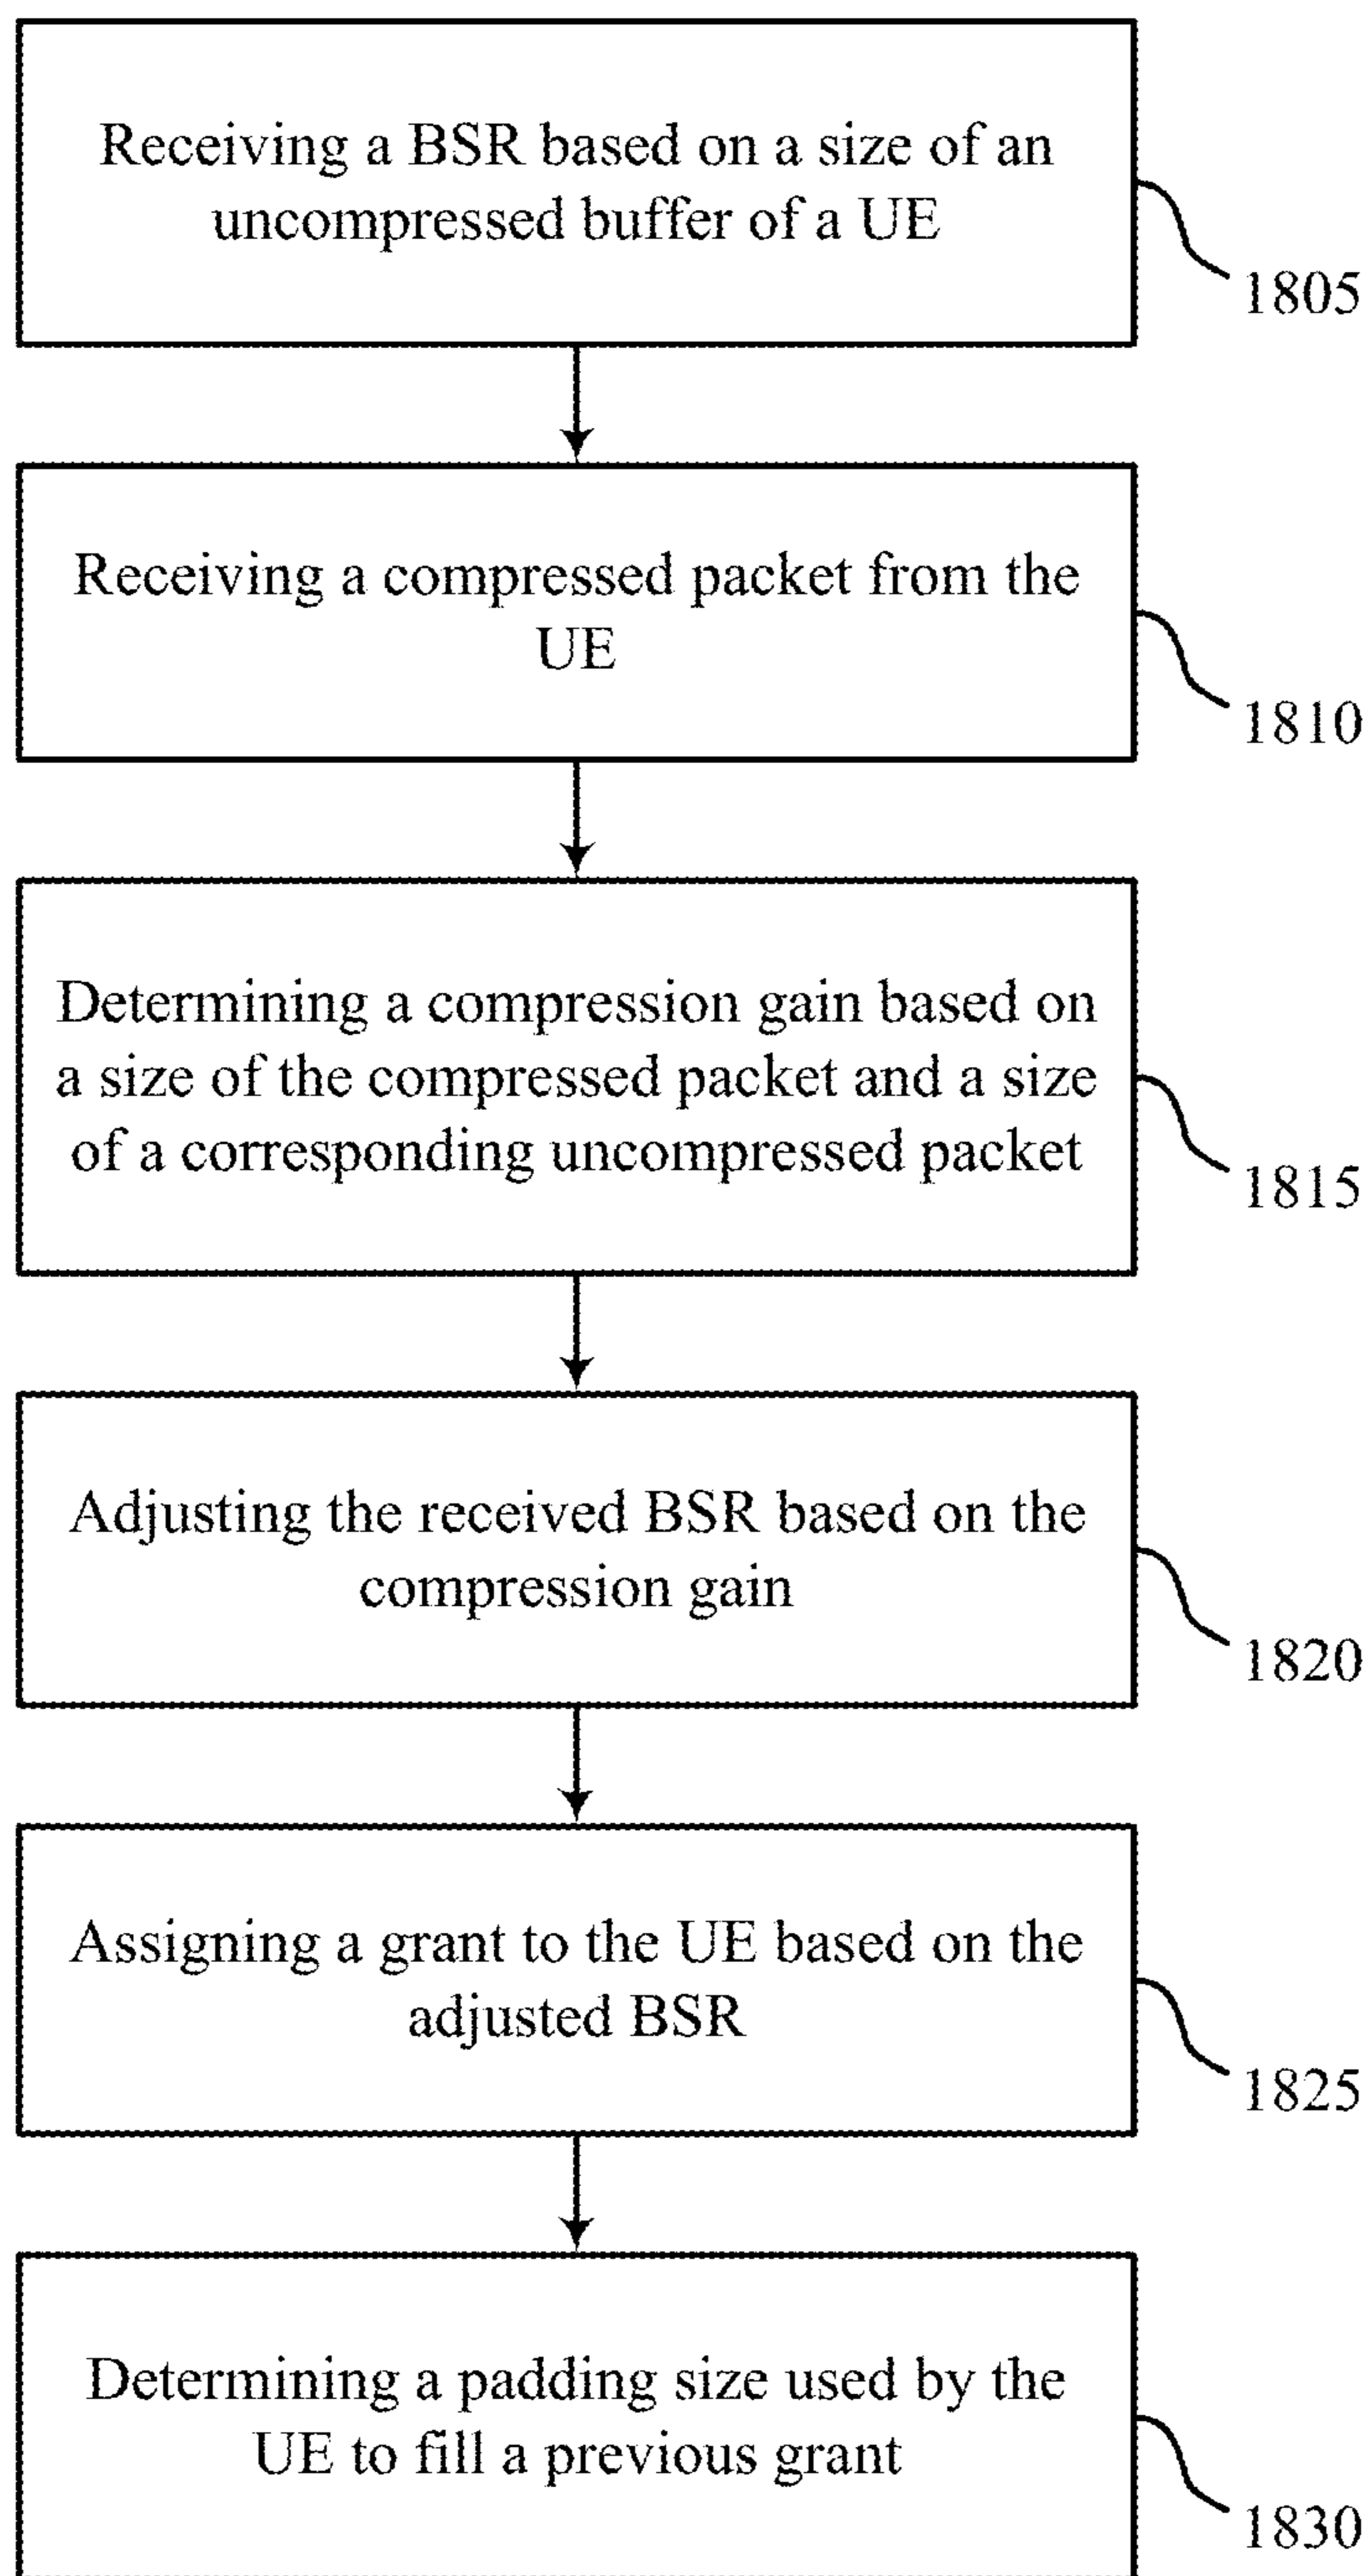 Receiving a BSR based on a size of an
uncompressed buffer of a UE
1805
Receiving a compressed packet from the
UE
1810
Determining a compression gain based on
a size of the compressed packet and a size
of a corresponding uncompressed packet
1815
Adjusting the received BSR based on the
compression gain
1820
Assigning a grant to the UE based on the
adjusted BSR
1825
Determining a padding size used by the
UE to fill a previous grant
1830